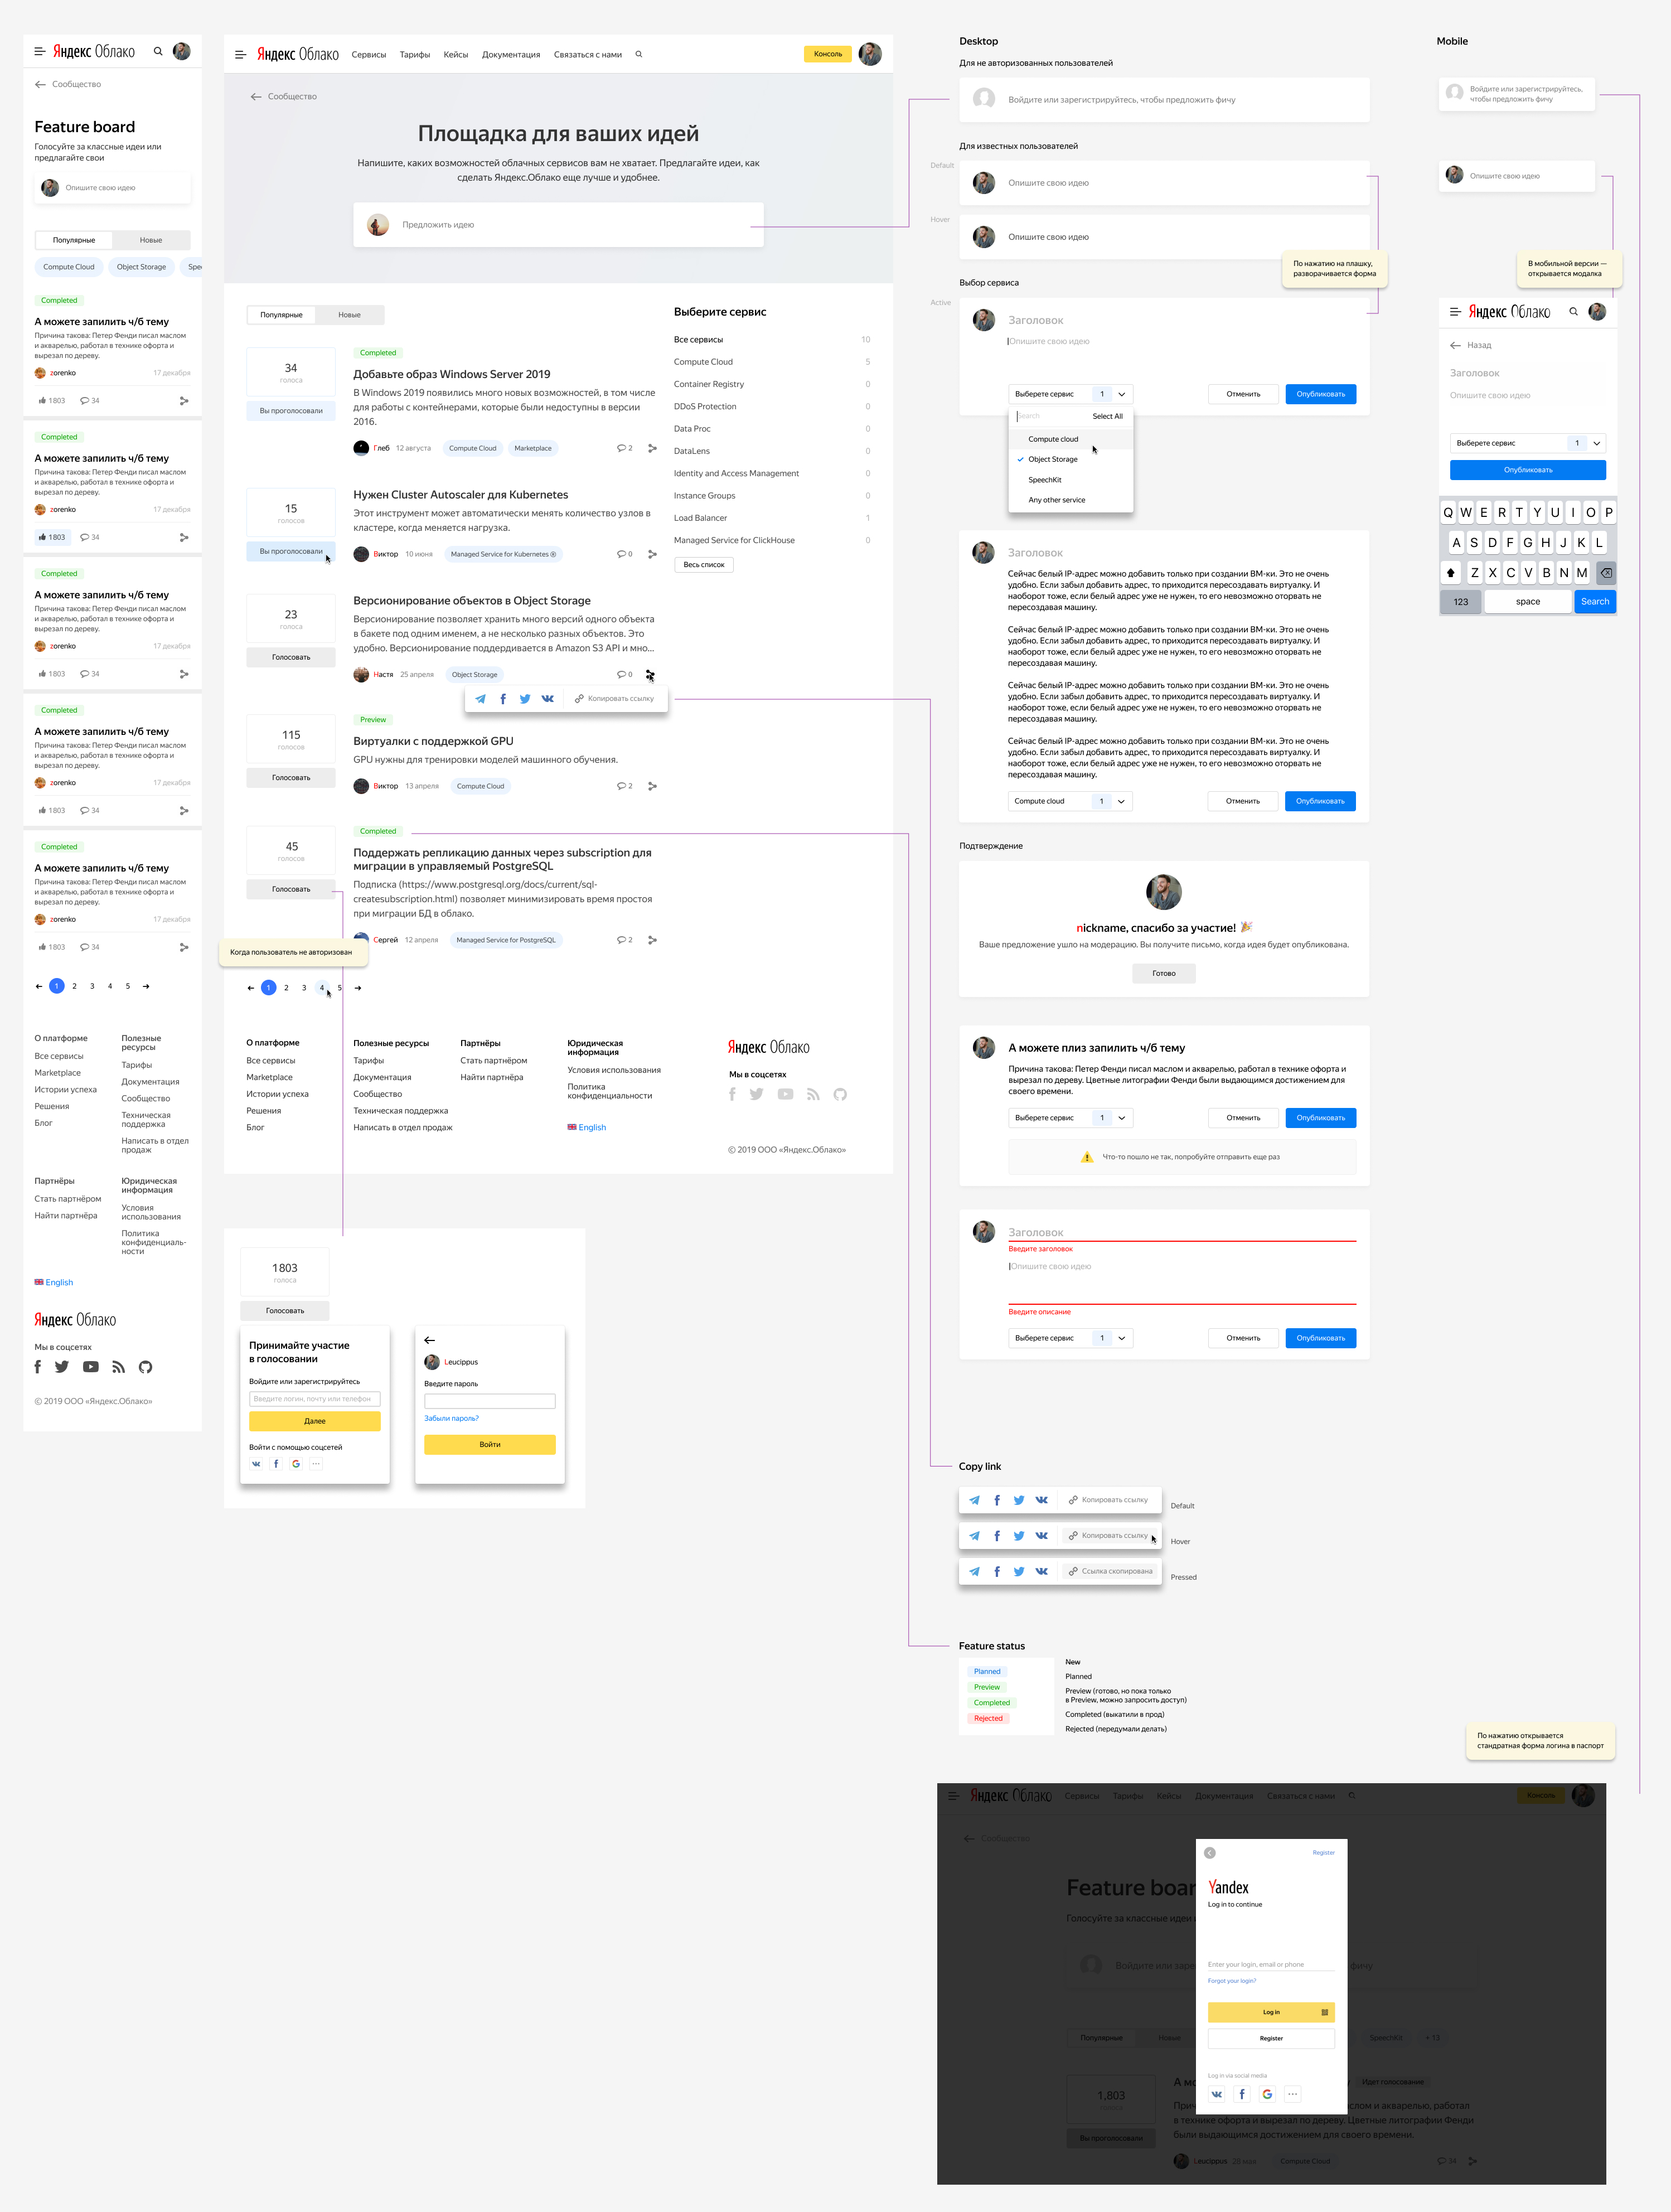 Яндекс Облако
Сообщество
Feature board
Голосуйте за классные идеи или
предлагайте свои
Опишите свою идею
Популярные
Новые
Compute Cloud
Object Storage
Spee
Completed
А можете запилить ч/б тему
Причина такова: Петер Фенди писал маслом
и акварелью, работал в технике офорта и
вырезал по дереву.
zorenko
17 декабря
1803
34
Completed
А можете запилить ч/б тему
Причина такова: Петер Фенди писал маслом
и акварелью, работал в технике офорта и
вырезал по дереву.
zorenko
17 декабря
1803
34
Completed
А можете запилить ч/б тему
Причина такова: Петер Фенди писал маслом
и акварелью, работал в технике офорта и
вырезал по дереву.
zorenko
17 декабря
1803
34
Completed
А можете запилить ч/б тему
Причина такова: Петер Фенди писал маслом
и акварелью, работал в технике офорта и
вырезал по дереву.
zorenko
17 декабря
1803
34
Completed
А можете запилить ч/б тему
Причина такова: Петер Фенди писал маслом
и акварелью, работал в технике офорта и
вырезал по дереву.
zorenko
17 декабря
1803
34
1 2 3 4 5
О платформе
Все сервисы
Marketplace
Истории успеха
Решения
Блог
Полезные
ресурсы
Тарифы
Документация
Сообщество
Техническая
поддержка
Написать в отдел
продаж
Партнёры
Стать партнёром
Найти партнёра
Юридическая
информация
Условия
использования
Политика
конфиденциаль-
ности
English
Яндекс Облако
Мы в соцсетях
© 2019 ООО «Яндекс.Облако»
Яндекс Облако
Сервисы
Тарифы
Кейсы
Документация
Связаться с нами
Консоль
Сообщество
Площадка для ваших идей
Напишите, каких возможностей облачных сервисов вам не хватает. Предлагайте идеи, как
сделать Яндекс.Облако еще лучше и удобнее.
Предложить идею
Популярные
Новые
34
голоса
Вы проголосовали
Completed
Добавьте образ Windows Server 2019
В Windows 2019 появились много новых возможностей, в том числе
для работы с контейнерами, которые были недоступны в версии
2016.
Глеб
12 августа
Compute Cloud
Marketplace
2
15
голосов
Вы проголосовали
Нужен Cluster Autoscaler для Kubernetes
Этот инструмент может автоматически менять количество узлов в
кластере, когда меняется нагрузка.
Виктор
10 июня
Managed Service for Kubernetes ®
0
23
голоса
Голосовать
Версионирование объектов в Object Storage
Версионирование позволяет хранить много версий одного объекта
в бакете под одним именем, а не несколько разных объектов. Это
удобно. Версионирование поддердивается в Amazon S3 API и мно...
Настя
25 апреля
Object Storage
0
Копировать ссылку
115
голосов
Голосовать
Preview
Виртуалки с поддержкой GPU
GPU нужны для тренировки моделей машинного обучения.
Виктор
13 апреля
Compute Cloud
2
45
голосов
Голосовать
Completed
Поддержать репликацию данных через subscription для
миграции в управляемый PostgreSQL
Подписка (https://www.postgresql.org/docs/current/sql-
createsubscription.html) позволяет минимизировать время простоя
при миграции БД в облако.
Сергей
12 апреля
Managed Service for PostgreSQL
2
Когда пользователь не авторизован
1 2 3 4 5
Выберите сервис
Все сервисы 10
Compute Cloud 5
Container Registry 0
DDoS Protection 0
Data Proc 0
DataLens 0
Identity and Access Management 0
Instance Groups 0
Load Balancer 1
Managed Service for ClickHouse 0
Весь список
О платформе
Все сервисы
Marketplace
Истории успеха
Решения
Блог
Полезные ресурсы
Тарифы
Документация
Сообщество
Техническая поддержка
Написать в отдел продаж
Партнёры
Стать партнёром
Найти партнёра
Юридическая
информация
Условия использования
Политика
конфиденциальности
English
Яндекс Облако
Мы в соцсетях
© 2019 ООО «Яндекс.Облако»
1803
голоса
Голосовать
Принимайте участие
в голосовании
Войдите или зарегистрируйтесь
Введите логин, почту или телефон
Далее
Войти с помощью соцсетей
Leucippus
Введите пароль
Забыли пароль?
Войти
Desktop
Для не авторизованных пользователей
Войдите или зарегистрируйтесь, чтобы предложить фичу
Для известных пользователей
Default
Опишите свою идею
Hover
Опишите свою идею
По нажатию на плашку,
разворачивается форма
Выбор сервиса
Active
Заголовок
Опишите свою идею
Выберете сервис
1
Отменить
Опубликовать
Search
Select All
Compute cloud
Object Storage
SpeechKit
Any other service
Заголовок
Сейчас белый IP-адрес можно добавить только при создании ВМ-ки. Это не очень
удобно. Если забыл добавить адрес, то приходится пересоздавать виртуалку. И
наоборот тоже, если белый адрес уже не нужен, то его невозможно оторвать не
пересоздавая машину.
Сейчас белый IP-адрес можно добавить только при создании ВМ-ки. Это не очень
удобно. Если забыл добавить адрес, то приходится пересоздавать виртуалку. И
наоборот тоже, если белый адрес уже не нужен, то его невозможно оторвать не
пересоздавая машину.
Сейчас белый IP-адрес можно добавить только при создании ВМ-ки. Это не очень
удобно. Если забыл добавить адрес, то приходится пересоздавать виртуалку. И
наоборот тоже, если белый адрес уже не нужен, то его невозможно оторвать не
пересоздавая машину.
Сейчас белый IP-адрес можно добавить только при создании ВМ-ки. Это не очень
удобно. Если забыл добавить адрес, то приходится пересоздавать виртуалку. И
наоборот тоже, если белый адрес уже не нужен, то его невозможно оторвать не
пересоздавая машину.
Compute cloud
1
Отменить
Опубликовать
Подтверждение
nickname, спасибо за участие!
Ваше предложение ушло на модерацию. Вы получите письмо, когда идея будет опубликована.
Готово
А можете плиз запилить ч/б тему
Причина такова: Петер Фенди писал маслом и акварелью, работал в технике офорта и
вырезал по дереву. Цветные литографии Фенди были выдающимся достижением для
своего времени.
Выберете сервис
1
Отменить
Опубликовать
Что-то пошло не так, попробуйте отправить еще раз
Заголовок
Введите заголовок
Опишите свою идею
Введите описание
Выберете сервис
1
Отменить
Опубликовать
Copy link
Копировать ссылку
Default
Копировать ссылку
Hover
Ссылка скопирована
Pressed
Feature status
Planned
Preview
Completed
Rejected
New
Planned
Preview (готово, но пока только
в Preview, можно запросить доступ)
Completed (выкатили в прод)
Rejected (передумали делать)
Mobile
Войдите или зарегистрируйтесь,
чтобы предложить фичу
Опишите свою идею
В мобильной версии —
открывается модалка
Яндекс Облако
Назад
Заголовок
Опишите свою идею
Выберете сервис
1
Опубликовать
Q W E R T Y U I O P
A S D F G H J K L
Z X C V B N M
123
space
Search
По нажатию открывается
стандратная форма логина в паспорт
Яндекс Облако
Сервисы
Тарифы
Кейсы
Документация
Связаться с нами
Консоль
Сообщество
Feature boar
Голосуйте за классные идеи
Войдите или заре
фичу
Популярные
Новые
SpeechKit
+ 13
1,803
Вы проголосовали
А мо
Идет голосование
Прич
слом и акварелью, работал
в технике офорта и вырезал по дереву. Цветные литографии Фенди
были выдающимся достижением для своего времени.
Leucippus
Compute Cloud
34
Register
Yandex
Log in to continue
Enter your login, email or phone
Forgot your login?
Log in
Register
Log in via social media